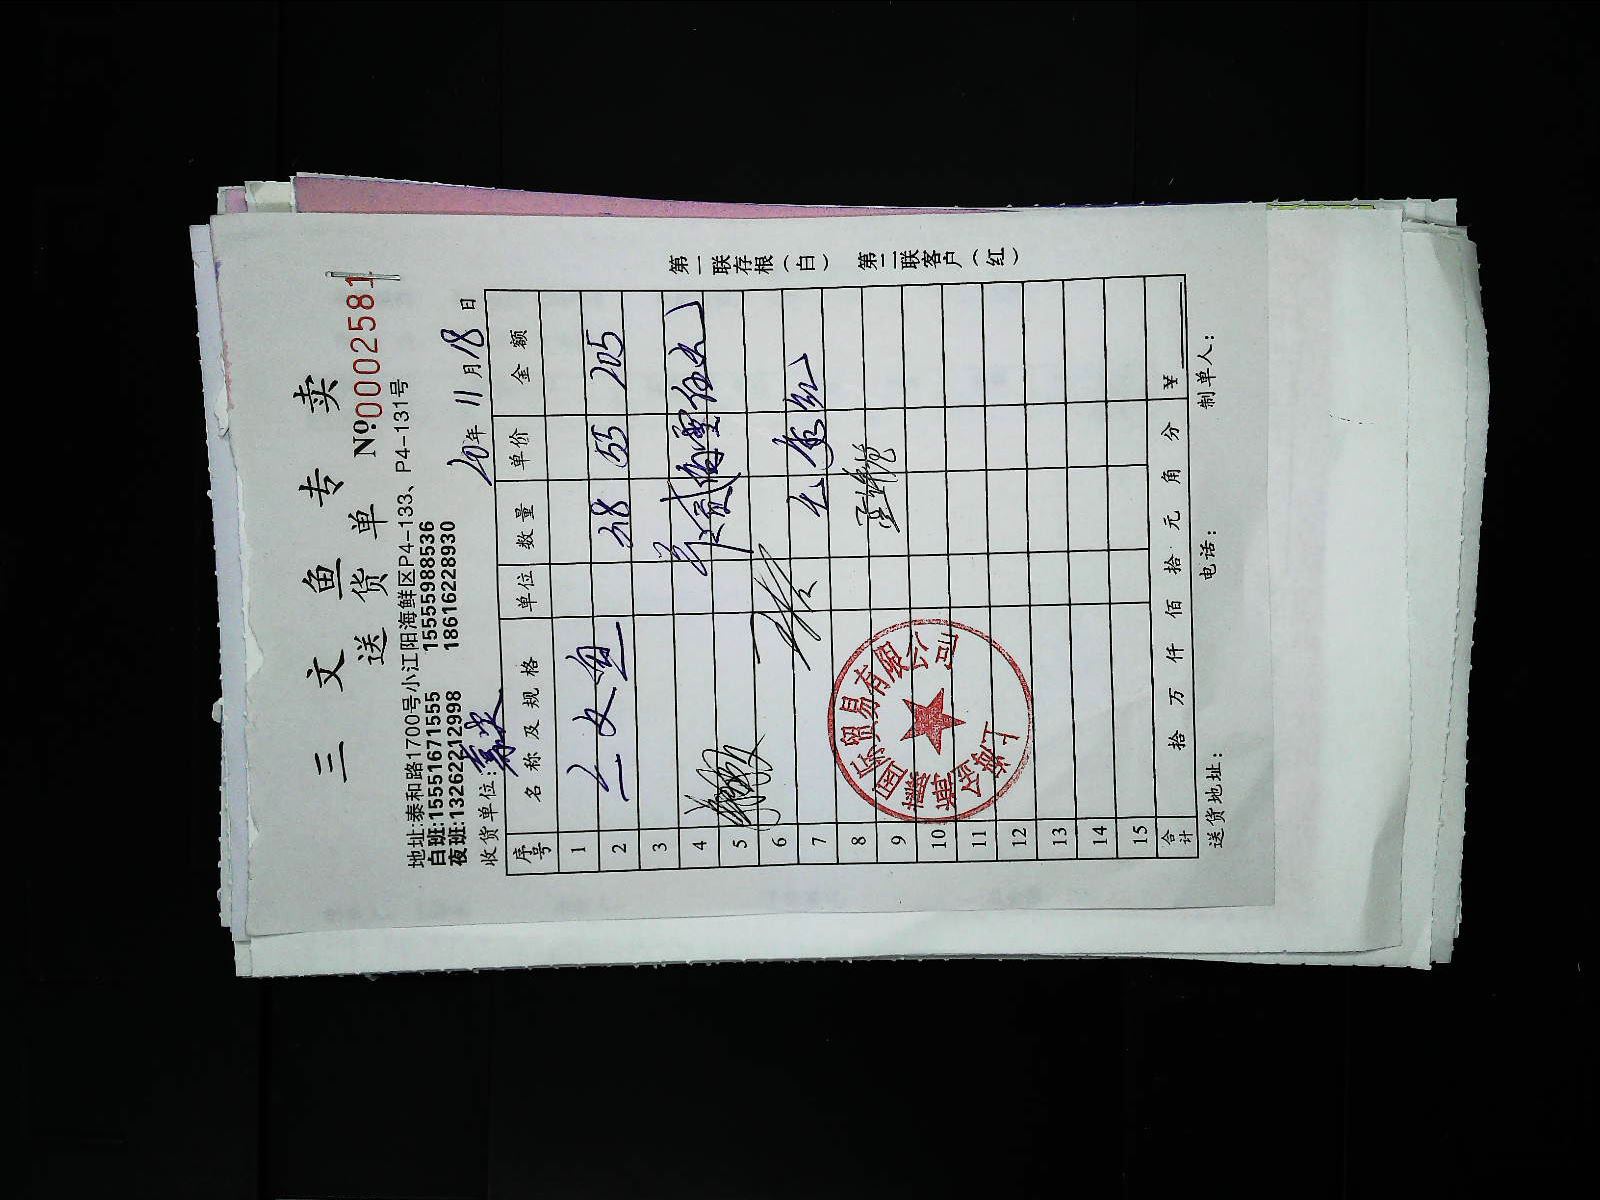 三文鱼专卖
送货单 №0002581
地址:泰和路1700号小江阳海鲜区P4-133、P4-131号
白班:15551671555 15555988536
夜班:13262212998 18616228930
收货单位: 20年11月18日
序号 名称及规格 单位 数量 单价 金额
1
2 三文鱼 3.8 55 205
3
4
5
6
7
8
9
10
11
12
13
14
15
合计 拾 万 仟 佰 拾 元 角 分 ¥
送货地址: 电话: 制单人:
第一联存根(白) 第二联客户(红)